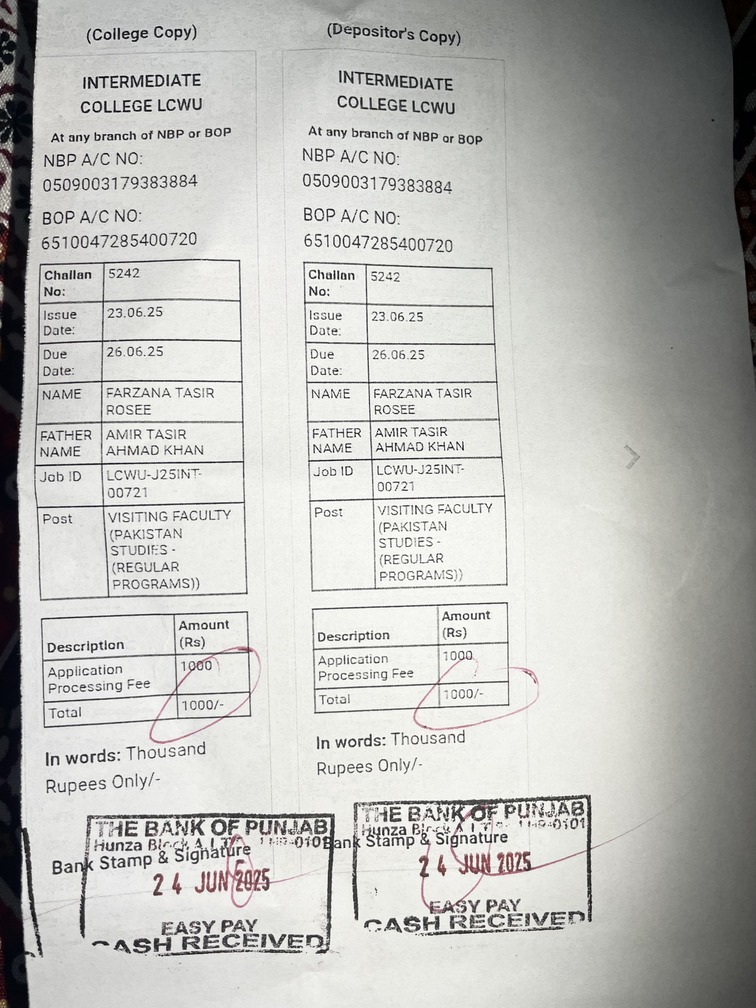 (College Copy)
INTERMEDIATE
COLLEGE LCWU
At any branch of NBP or BOP
NBP A/C NO:
0509003179383884
BOP A/C NO:
6510047285400720
Challan No: 5242
Issue Date: 23.06.25
Due Date: 26.06.25
NAME FARZANA TASIR ROSEE
FATHER NAME AMIR TASIR AHMAD KHAN
Job ID LCWU-J25INT-00721
Post VISITING FACULTY (PAKISTAN STUDIES - (REGULAR PROGRAMS))
Description Amount (Rs)
Application Processing Fee 1000
Total 1000/-
In words: Thousand
Rupees Only/-
THE BANK OF PUNJAB
Hunza Block
Bank Stamp & Signature
24 JUN 2025
EASY PAY
CASH RECEIVED
(Depositor's Copy)
INTERMEDIATE
COLLEGE LCWU
At any branch of NBP or BOP
NBP A/C NO:
0509003179383884
BOP A/C NO:
6510047285400720
Challan No: 5242
Issue Date: 23.06.25
Due Date: 26.06.25
NAME FARZANA TASIR ROSEE
FATHER NAME AMIR TASIR AHMAD KHAN
Job ID LCWU-J25INT-00721
Post VISITING FACULTY (PAKISTAN STUDIES - (REGULAR PROGRAMS))
Description Amount (Rs)
Application Processing Fee 1000
Total 1000/-
In words: Thousand
Rupees Only/-
THE BANK OF PUNJAB
Hunza Block
Bank Stamp & Signature
24 JUN 2025
EASY PAY
CASH RECEIVED